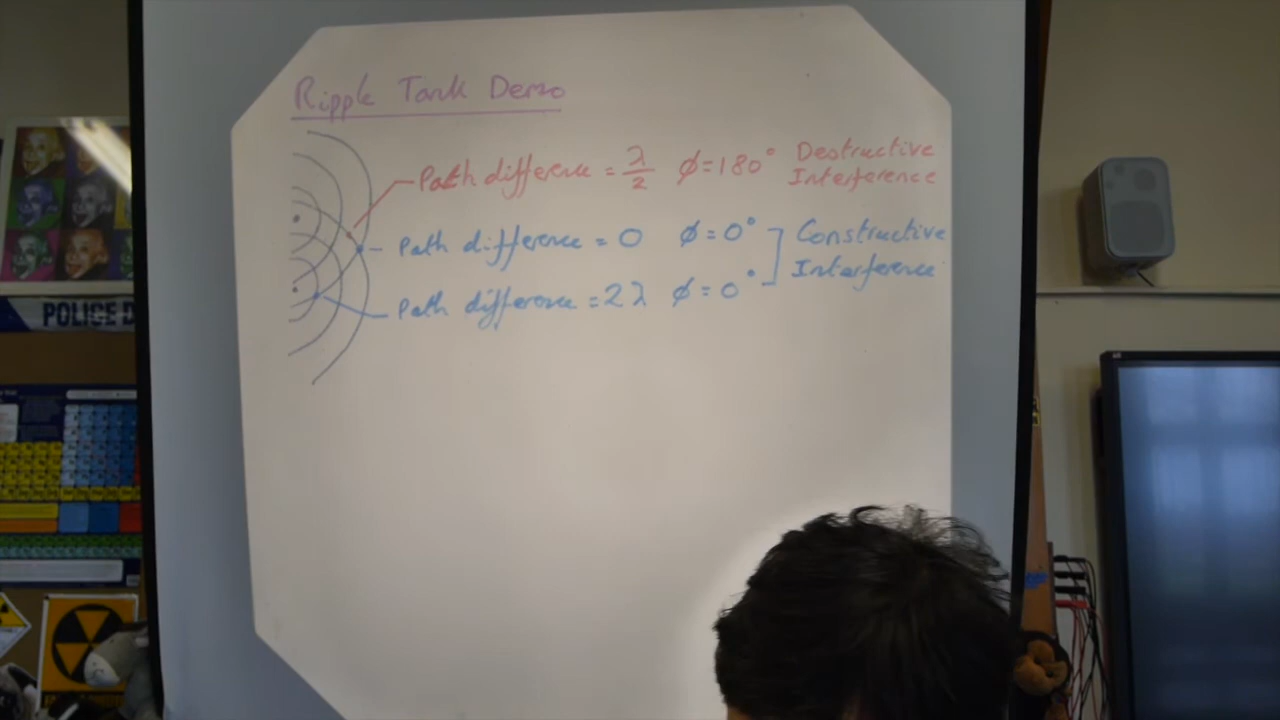 Ripple Tank Demo
Path difference = λ/2 φ=180° Destructive
Interference
Path difference = 0 φ=0° Constructive
Interference
Path difference = 2λ φ=0°
POLICE D